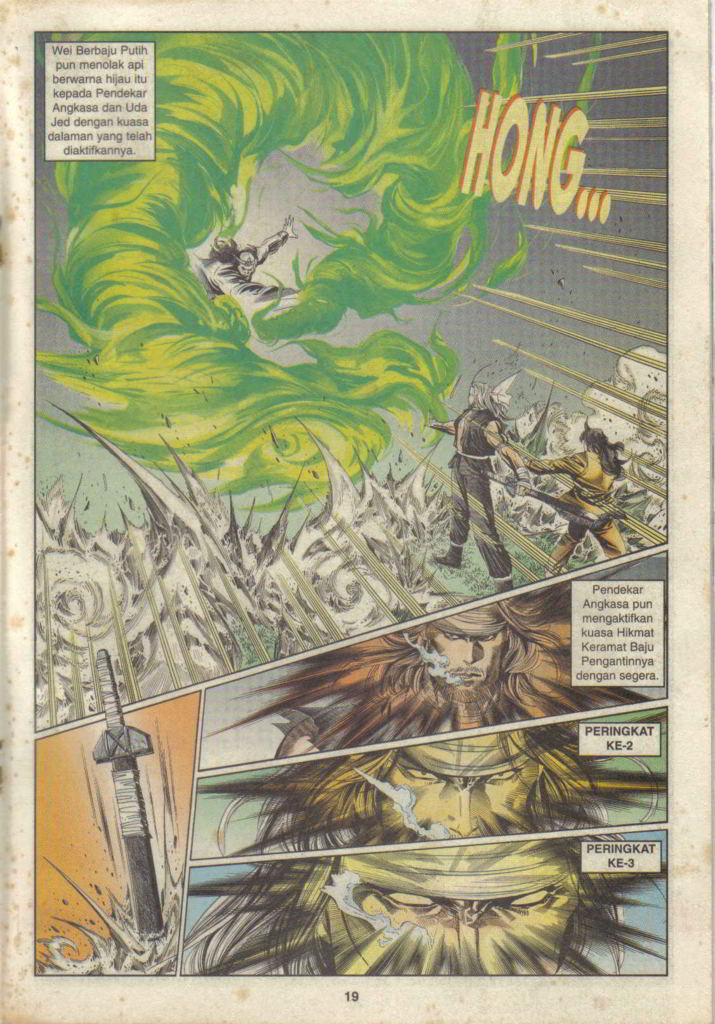 Wei Berbaju Putih
pun menolak api
berwarna hijau itu
kepada Pendekar
Angkasa dan Uda
Jed dengan kuasa
dalaman yang telah
diaktifkannya.
HONG...
Pendekar
Angkasa pun
mengaktifkan
kuasa Hikmat
Keramat Baju
Pengantinnya
dengan segera.
PERINGKAT
KE-2
PERINGKAT
KE-3
19